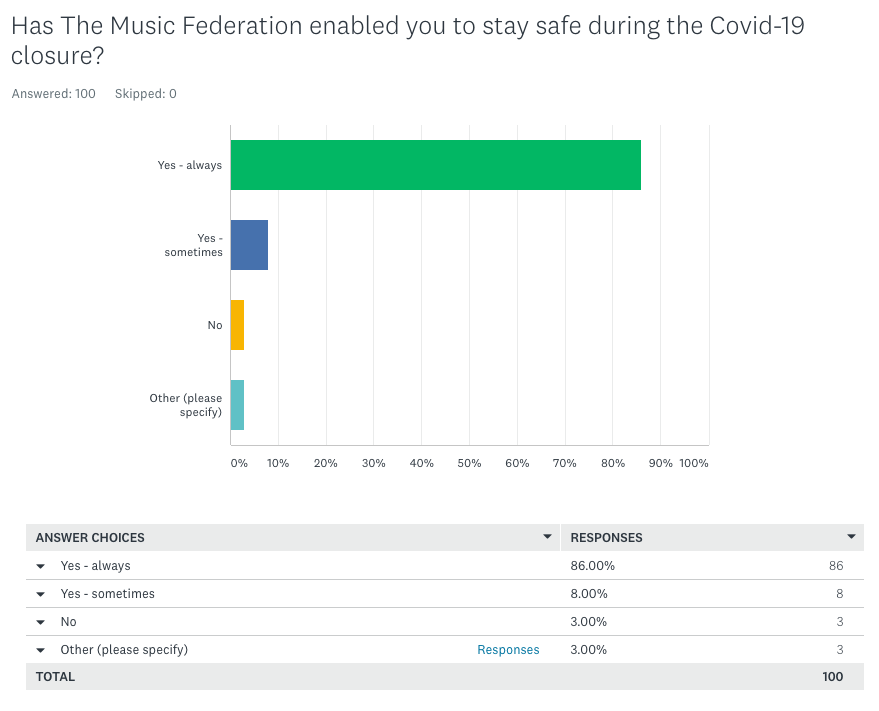 Has The Music Federation enabled you to stay safe during the Covid-19
closure?
Answered: 100 Skipped: 0
Yes - always
Yes -
sometimes
No
Other (please
specify)
0% 10% 20% 30% 40% 50% 60% 70% 80% 90% 100%
ANSWER CHOICES RESPONSES
Yes - always 86.00% 86
Yes - sometimes 8.00% 8
No 3.00% 3
Other (please specify) Responses 3.00% 3
TOTAL 100